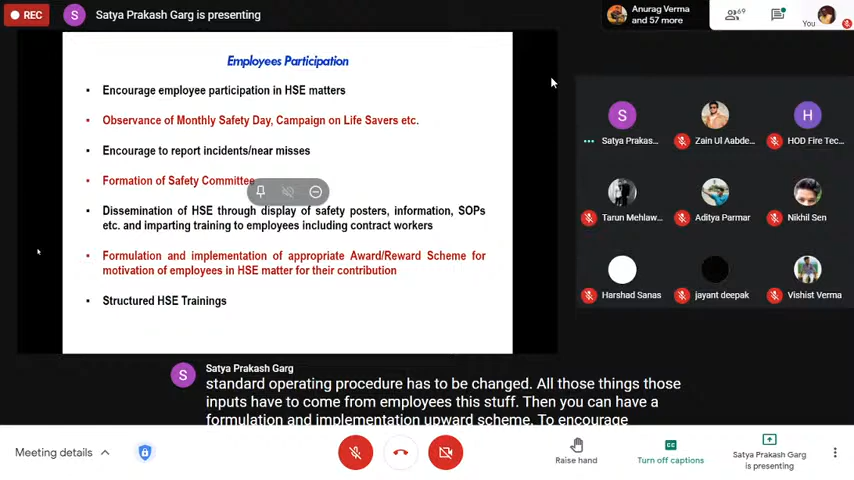 REC
S
Satya Prakash Garg is presenting
Anurag Verma
and 57 more
69
You
Employees Participation
• Encourage employee participation in HSE matters
• Observance of Monthly Safety Day, Campaign on Life Savers etc.
• Encourage to report incidents/near misses
• Formation of Safety Committee
• Dissemination of HSE through display of safety posters, information, SOPs
etc. and imparting training to employees including contract workers
• Formulation and implementation of appropriate Award/Reward Scheme for
motivation of employees in HSE matter for their contribution
• Structured HSE Trainings
S
H
Satya Prakas...
Zain Ul Aabde...
HOD Fire Tec...
Tarun Mehlaw...
Aditya Parmar
Nikhil Sen
Harshad Sanas
jayant deepak
Vishist Verma
S
Satya Prakash Garg
standard operating procedure has to be changed. All those things those
inputs have to come from employees this stuff. Then you can have a
formulation and implementation upward scheme. To encourage
Meeting details
Raise hand
Turn off captions
Satya Prakash Garg
is presenting